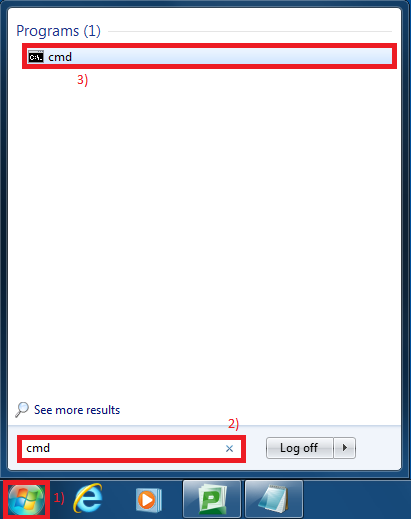 Programs (1)
C:\.
cmd
3)
See more results
2)
cmd
Log off
1)